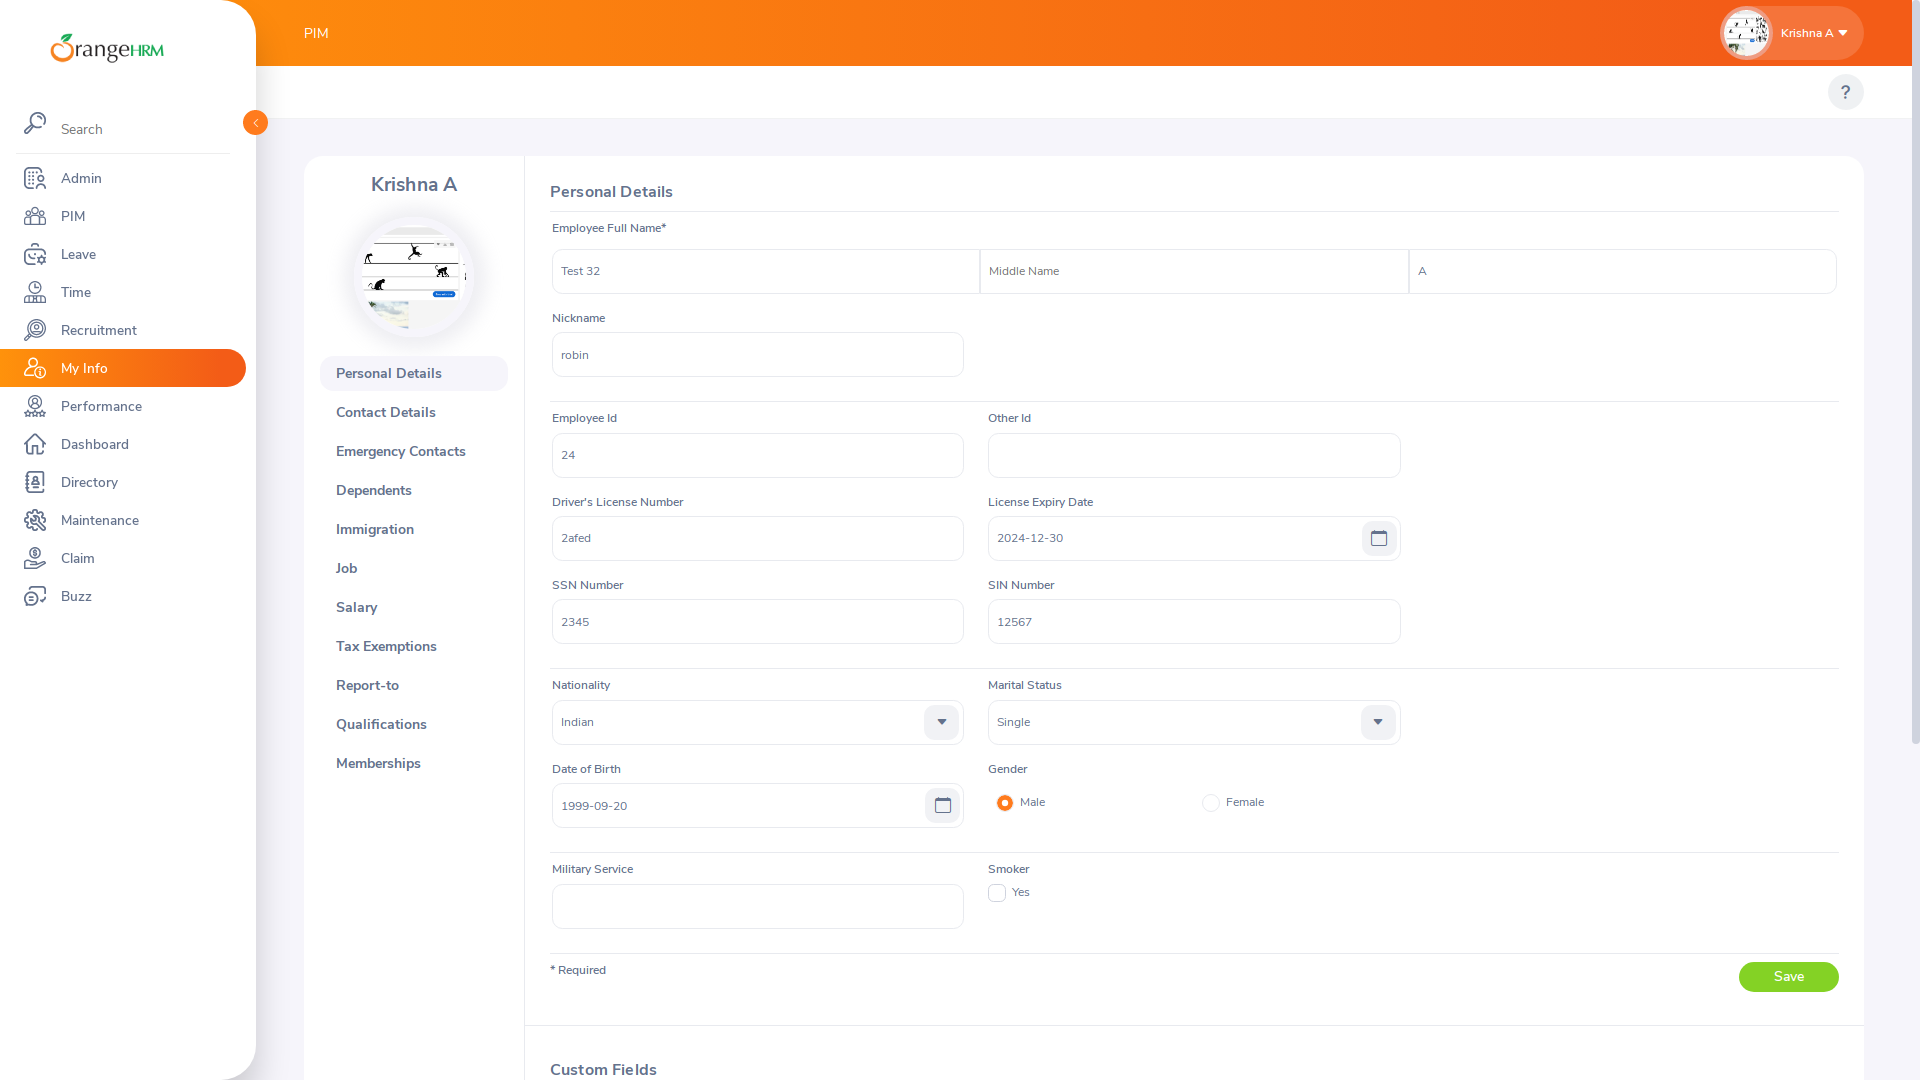 OrangeHRM
PIM
Krishna A
?
Search
Admin
PIM
Leave
Time
Recruitment
My Info
Performance
Dashboard
Directory
Maintenance
Claim
Buzz
Krishna A
Personal Details
Contact Details
Emergency Contacts
Dependents
Immigration
Job
Salary
Tax Exemptions
Report-to
Qualifications
Memberships
Personal Details
Employee Full Name*
Test 32 Middle Name A
Nickname
robin
Employee Id Other Id
24
Driver's License Number License Expiry Date
2afed 2024-12-30
SSN Number SIN Number
2345 12567
Nationality Marital Status
Indian Single
Date of Birth Gender
1999-09-20 Male Female
Military Service Smoker
Yes
* Required Save
Custom Fields